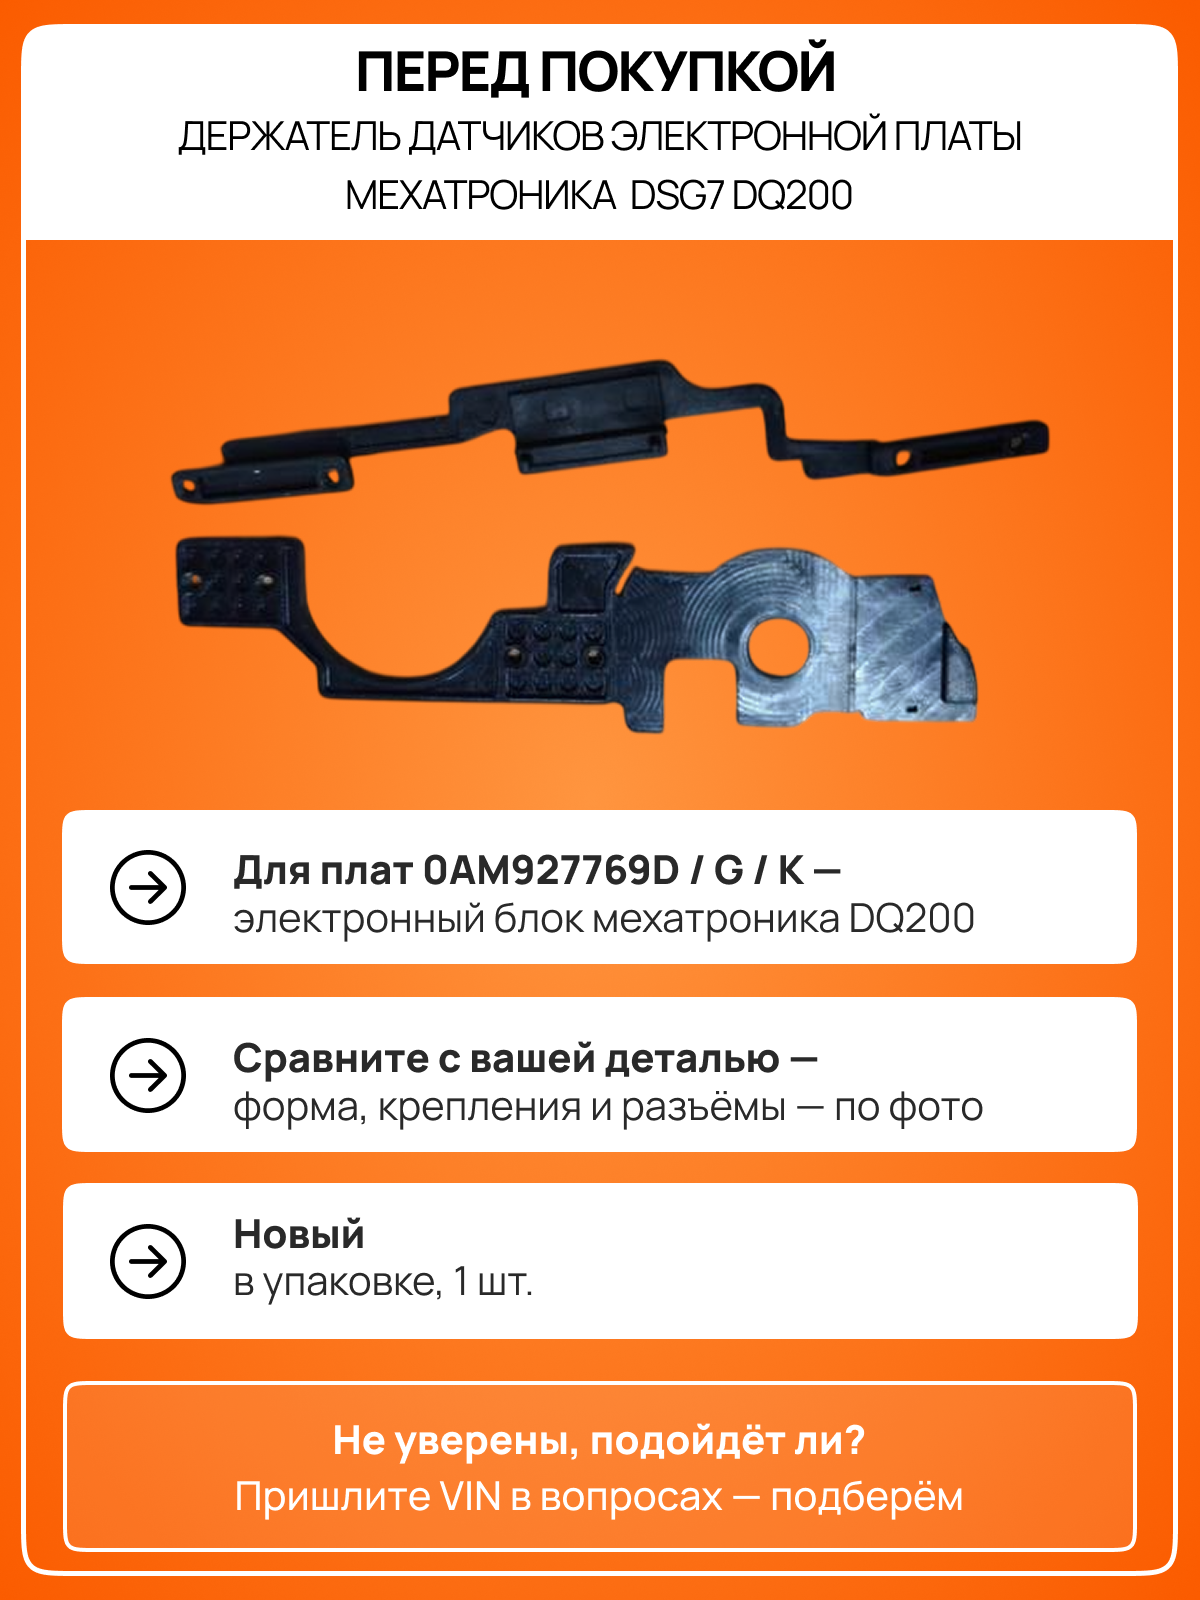 ПЕРЕД ПОКУПКОЙ
ДЕРЖАТЕЛЬ ДАТЧИКОВ ЭЛЕКТРОННОЙ ПЛАТЫ
МЕХАТРОНИКА DSG7 DQ200
Для плат 0AM927769D / G / K —
электронный блок мехатроника DQ200
Сравните с вашей деталью —
форма, крепления и разъёмы — по фото
Новый
в упаковке, 1 шт.
Не уверены, подойдёт ли?
Пришлите VIN в вопросах — подберём